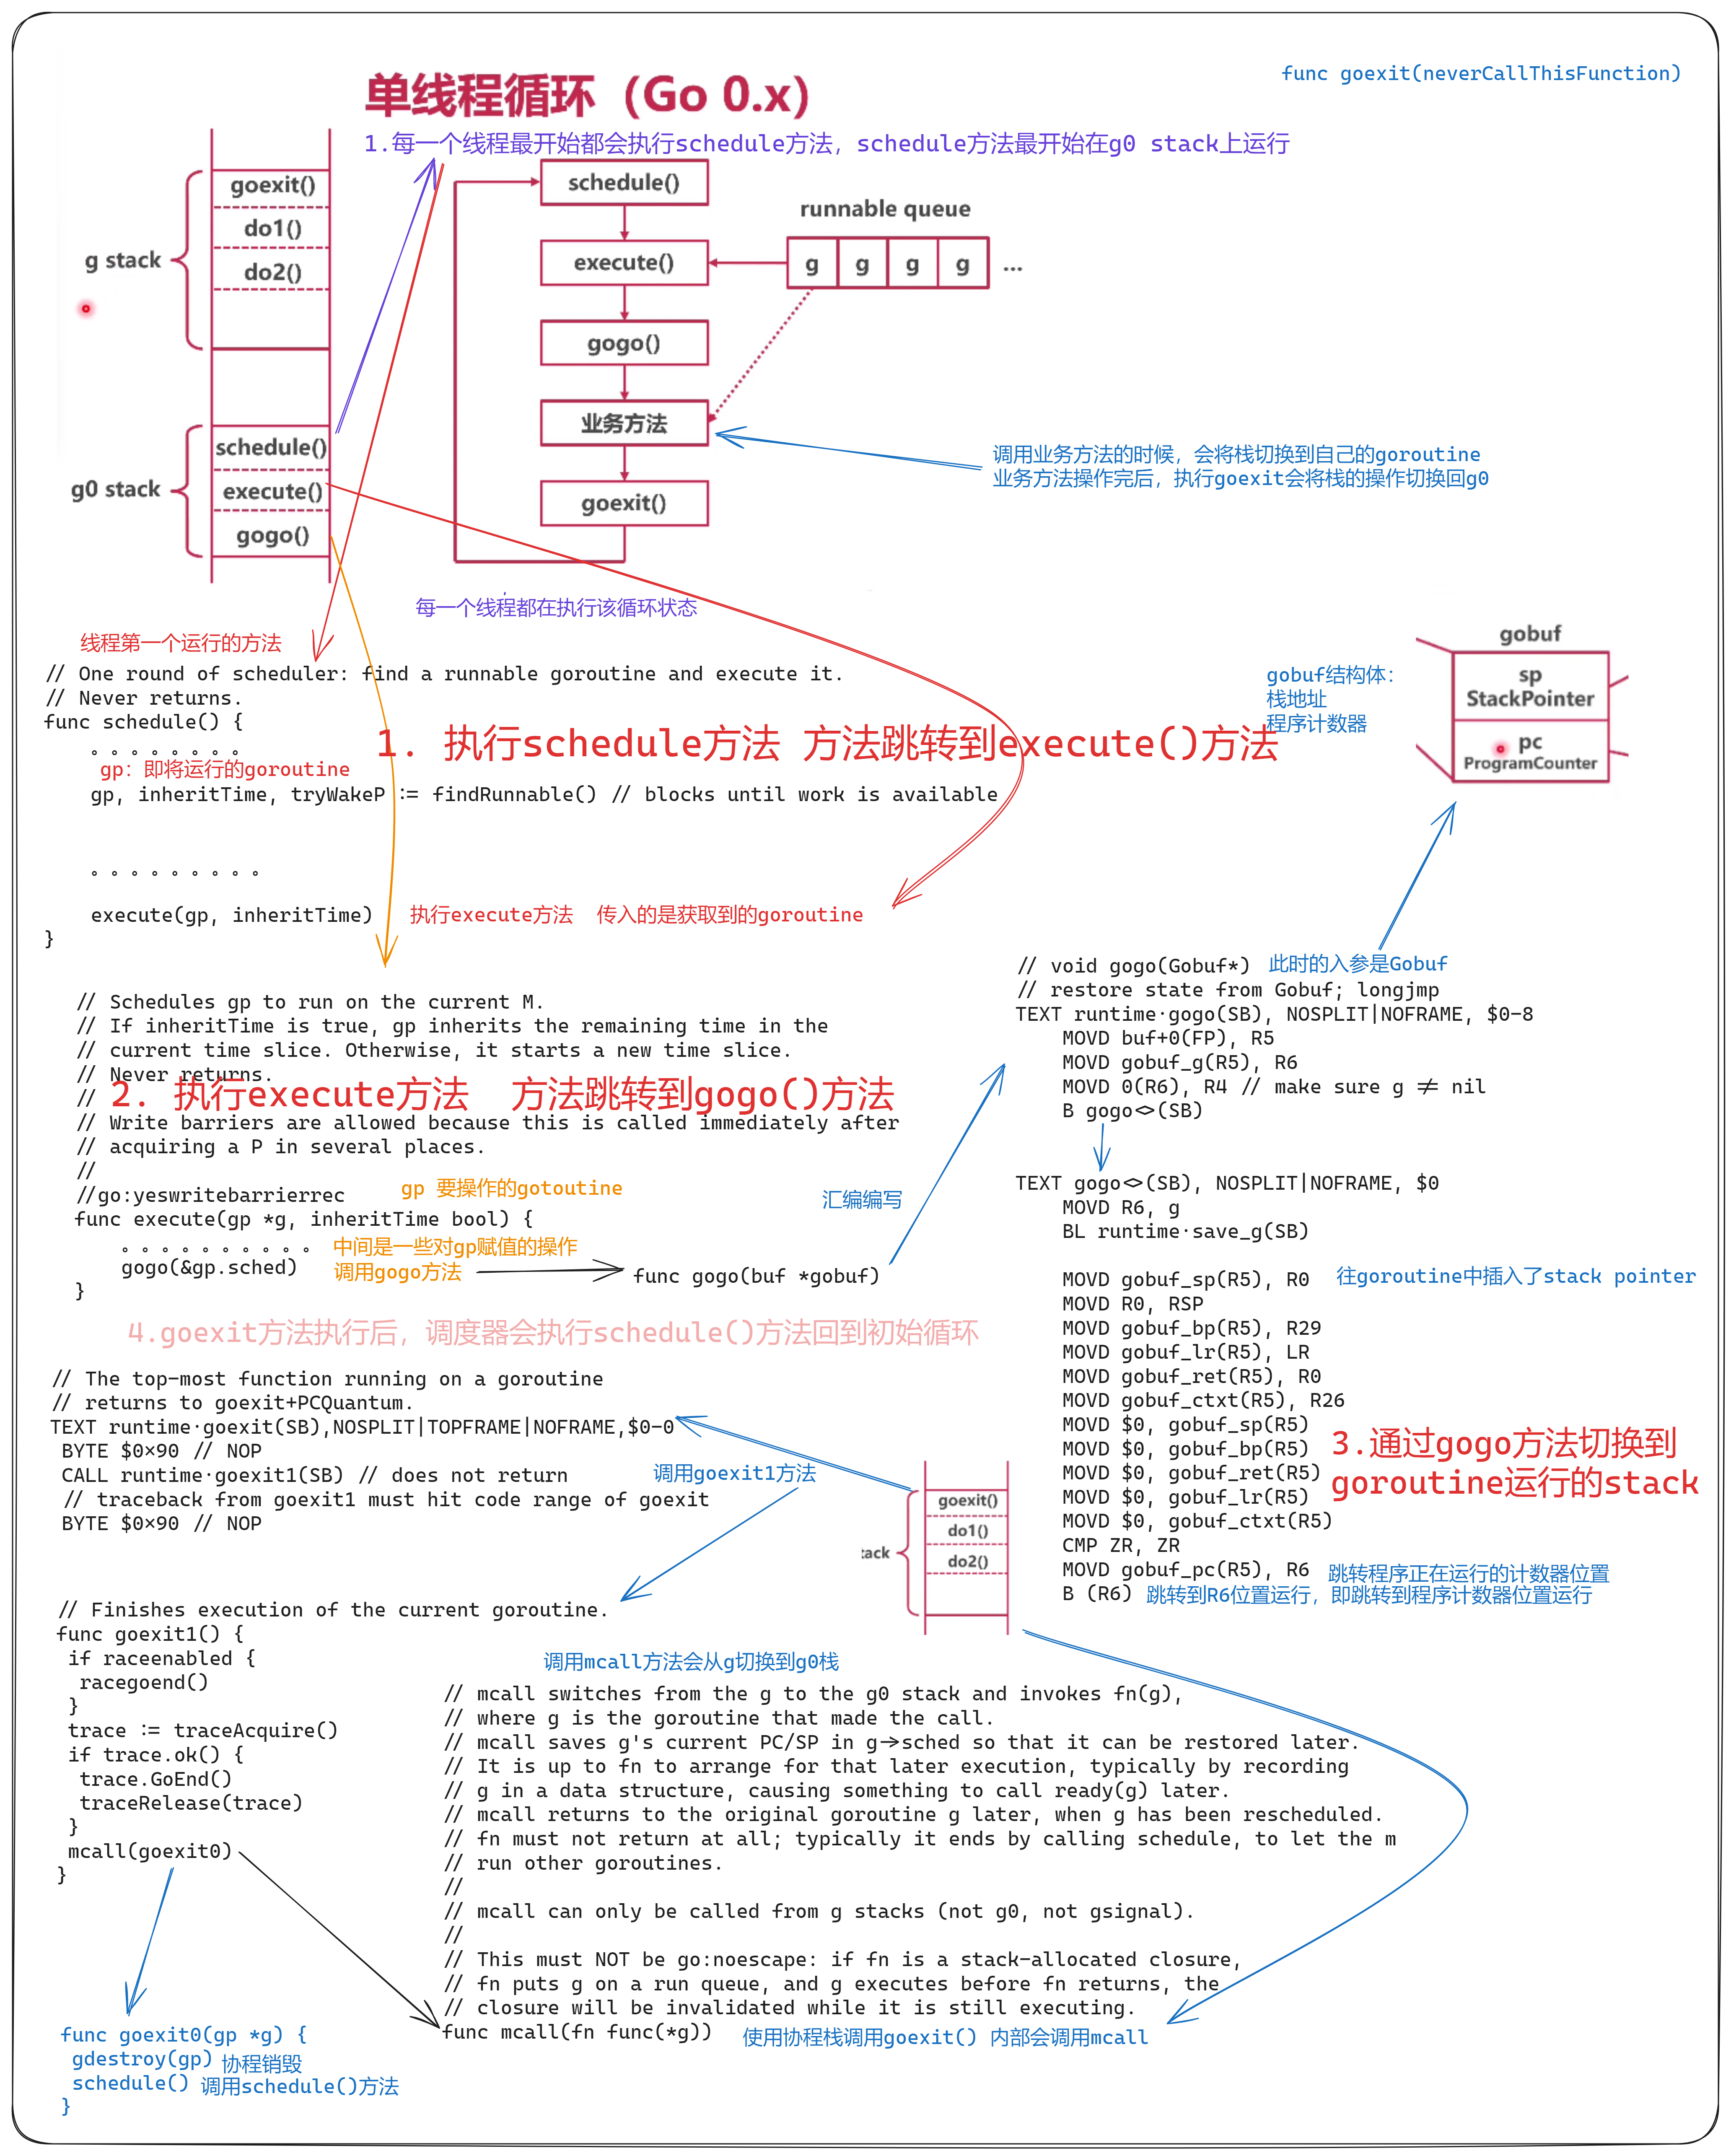 func goexit(neverCallThisFunction)
单线程循环（Go 0.x）
1.每一个线程最开始都会执行schedule方法，schedule方法最开始在g0 stack上运行
g stack
goexit()
do1()
do2()
g0 stack
schedule()
execute()
gogo()
schedule()
execute()
gogo()
业务方法
goexit()
runnable queue
g g g g ...
调用业务方法的时候，会将栈切换到自己的goroutine
业务方法操作完后，执行goexit会将栈的操作切换回g0
每一个线程都在执行该循环状态
线程第一个运行的方法
// One round of scheduler: find a runnable goroutine and execute it.
// Never returns.
func schedule() {
。。。。。。。。
1. 执行schedule方法 方法跳转到execute()方法
gp：即将运行的goroutine
gp, inheritTime, tryWakeP := findRunnable() // blocks until work is available
。。。。。。。。。
execute(gp, inheritTime) 执行execute方法 传入的是获取到的goroutine
}
gobuf结构体：
栈地址
程序计数器
gobuf
sp
StackPointer
pc
ProgramCounter
// Schedules gp to run on the current M.
// If inheritTime is true, gp inherits the remaining time in the
// current time slice. Otherwise, it starts a new time slice.
// Never returns.
//
2. 执行execute方法 方法跳转到gogo()方法
// Write barriers are allowed because this is called immediately after
// acquiring a P in several places.
//
//go:yeswritebarrierrec
gp 要操作的gotoutine
func execute(gp *g, inheritTime bool) {
。。。。。。。。。。 中间是一些对gp赋值的操作
gogo(&gp.sched) 调用gogo方法
}
func gogo(buf *gobuf)
汇编编写
// void gogo(Gobuf*) 此时的入参是Gobuf
// restore state from Gobuf; longjmp
TEXT runtime·gogo(SB), NOSPLIT|NOFRAME, $0-8
MOVD buf+0(FP), R5
MOVD gobuf_g(R5), R6
MOVD 0(R6), R4 // make sure g != nil
B gogo<>(SB)
TEXT gogo<>(SB), NOSPLIT|NOFRAME, $0
MOVD R6, g
BL runtime·save_g(SB)
MOVD gobuf_sp(R5), R0 往goroutine中插入了stack pointer
MOVD R0, RSP
MOVD gobuf_bp(R5), R29
MOVD gobuf_lr(R5), LR
MOVD gobuf_ret(R5), R0
MOVD gobuf_ctxt(R5), R26
MOVD $0, gobuf_sp(R5)
MOVD $0, gobuf_bp(R5)
MOVD $0, gobuf_ret(R5)
MOVD $0, gobuf_lr(R5)
MOVD $0, gobuf_ctxt(R5)
CMP ZR, ZR
MOVD gobuf_pc(R5), R6 跳转程序正在运行的计数器位置
B (R6) 跳转到R6位置运行，即跳转到程序计数器位置运行
3.通过gogo方法切换到
goroutine运行的stack
4.goexit方法执行后，调度器会执行schedule()方法回到初始循环
// The top-most function running on a goroutine
// returns to goexit+PCQuantum.
TEXT runtime·goexit(SB),NOSPLIT|TOPFRAME|NOFRAME,$0-0
BYTE $0x90 // NOP
CALL runtime·goexit1(SB) // does not return
// traceback from goexit1 must hit code range of goexit
BYTE $0x90 // NOP
调用goexit1方法
tack
goexit()
do1()
do2()
// Finishes execution of the current goroutine.
func goexit1() {
if raceenabled {
racegoend()
}
trace := traceAcquire()
if trace.ok() {
trace.GoEnd()
traceRelease(trace)
}
mcall(goexit0)
}
调用mcall方法会从g切换到g0栈
// mcall switches from the g to the g0 stack and invokes fn(g),
// where g is the goroutine that made the call.
// mcall saves g's current PC/SP in g->sched so that it can be restored later.
// It is up to fn to arrange for that later execution, typically by recording
// g in a data structure, causing something to call ready(g) later.
// mcall returns to the original goroutine g later, when g has been rescheduled.
// fn must not return at all; typically it ends by calling schedule, to let the m
// run other goroutines.
//
// mcall can only be called from g stacks (not g0, not gsignal).
//
// This must NOT be go:noescape: if fn is a stack-allocated closure,
// fn puts g on a run queue, and g executes before fn returns, the
// closure will be invalidated while it is still executing.
func mcall(fn func(*g)) 使用协程栈调用goexit() 内部会调用mcall
func goexit0(gp *g) {
gdestroy(gp) 协程销毁
schedule() 调用schedule()方法
}